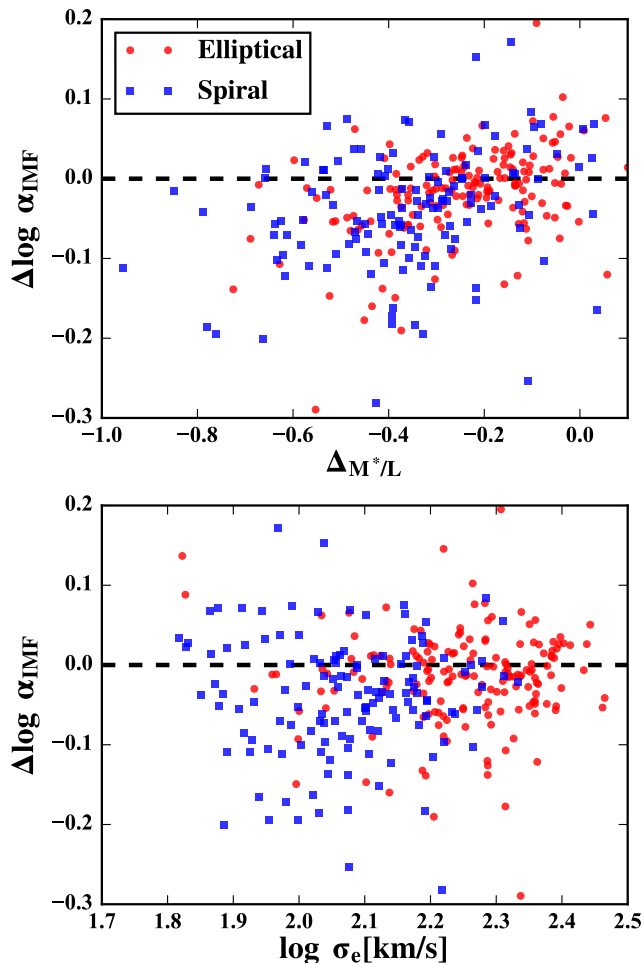 0.2
0.1
0.0
−0.1
−0.2
−0.3
Δlog α_IMF
Elliptical
Spiral
−1.0 −0.8 −0.6 −0.4 −0.2 0.0
Δ_M*/L
0.2
0.1
0.0
−0.1
−0.2
−0.3
Δlog α_IMF
1.7 1.8 1.9 2.0 2.1 2.2 2.3 2.4 2.5
log σ_e[km/s]